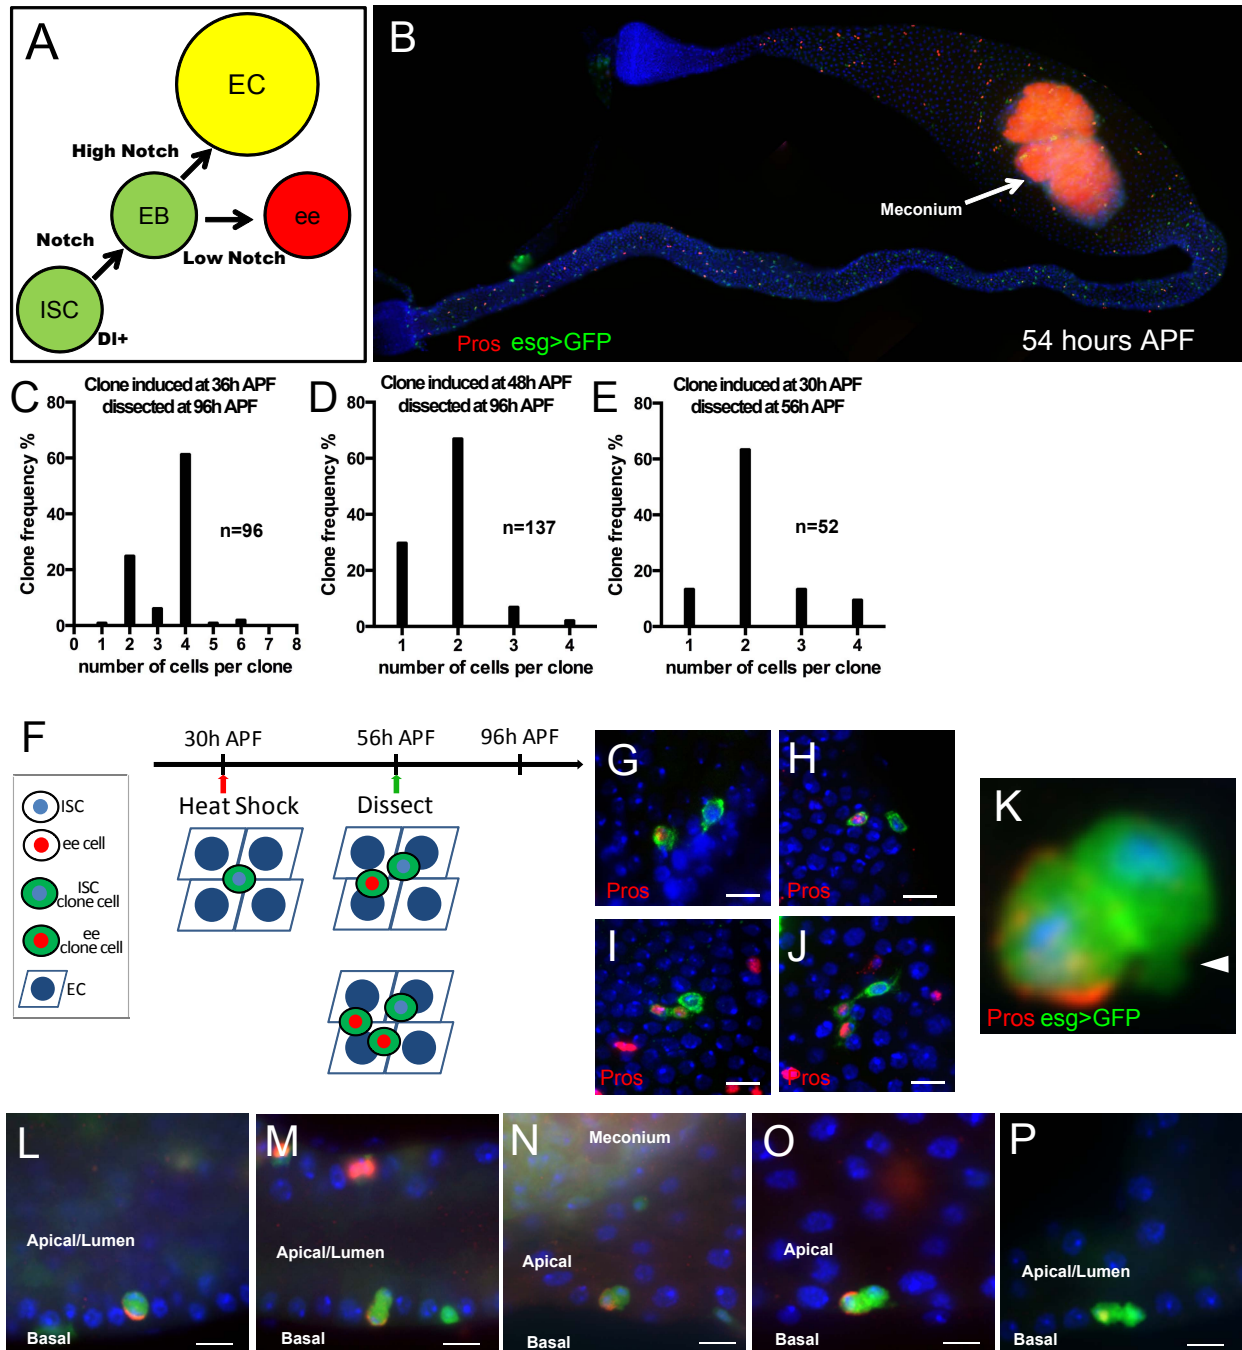 A
EC
High Notch
EB
ee
Notch
Low Notch
ISC
Dl+
B
Meconium
Pros esg>GFP
54 hours APF
C
Clone induced at 36h APF
dissected at 96h APF
Clone frequency %
80
60
40
20
0
n=96
0 1 2 3 4 5 6 7 8
number of cells per clone
D
Clone induced at 48h APF
dissected at 96h APF
Clone frequency %
80
60
40
20
0
n=137
1 2 3 4
number of cells per clone
E
Clone induced at 30h APF
dissected at 56h APF
Clone frequency %
80
60
40
20
0
n=52
1 2 3 4
number of cells per clone
F
30h APF 56h APF 96h APF
Heat Shock Dissect
ISC
ee cell
ISC
clone cell
ee
clone cell
EC
G
Pros
H
Pros
I
Pros
J
Pros
K
Pros esg>GFP
L
Apical/Lumen
Basal
M
Apical/Lumen
Basal
N
Meconium
Apical
Basal
O
Apical
Basal
P
Apical/Lumen
Basal